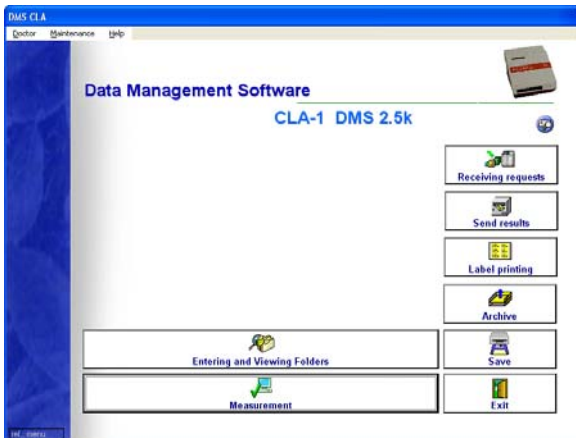 DMS CLA
Doctor Maintenance Help
Data Management Software
CLA-1 DMS 2.5k
Receiving requests
Send results
Label printing
Archive
Entering and Viewing Folders
Save
Measurement
Exit